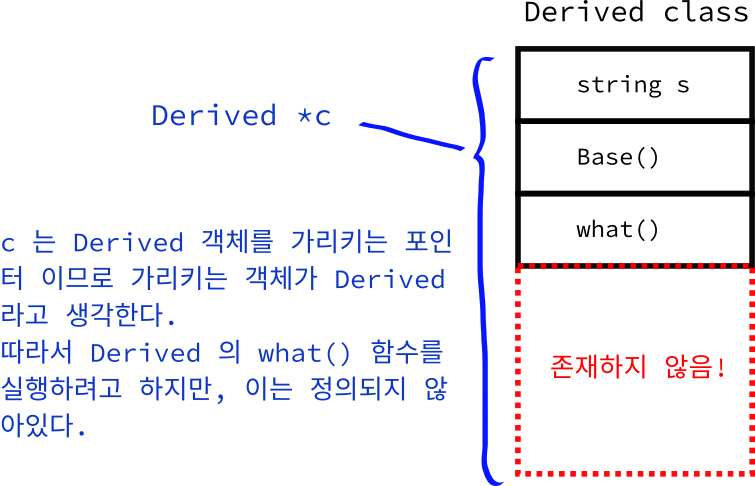 Derived class
string s
Derived *c
Base()
what()
c 는 Derived 객체를 가리키는 포인
터 이므로 가리키는 객체가 Derived
라고 생각한다.
따라서 Derived 의 what() 함수를
실행하려고 하지만, 이는 정의되지 않
아있다.
존재하지 않음!